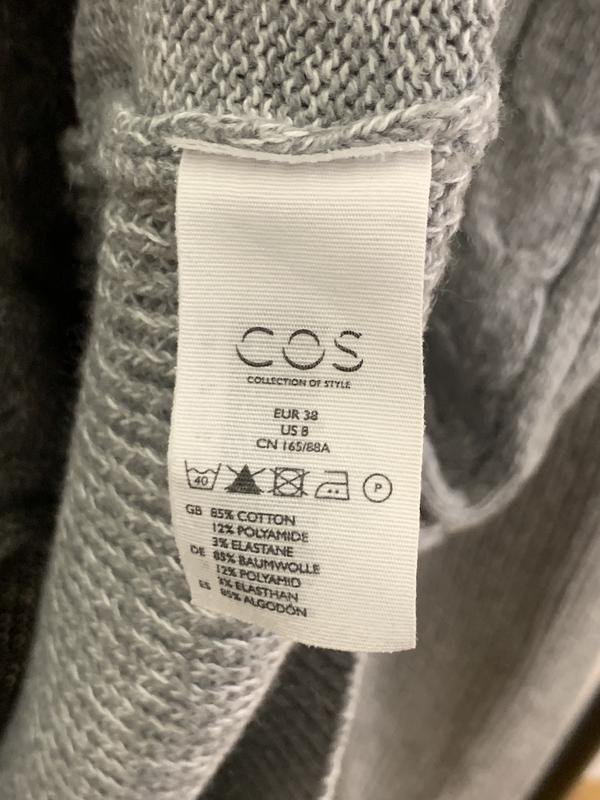 COS
COLLECTION OF STYLE
EUR 38
US 8
CN 165/88A
40 P
GB 85% COTTON
12% POLYAMIDE
3% ELASTANE
DE 85% BAUMWOLLE
12% POLYAMID
3% ELASTHAN
ES 85% ALGODÓN